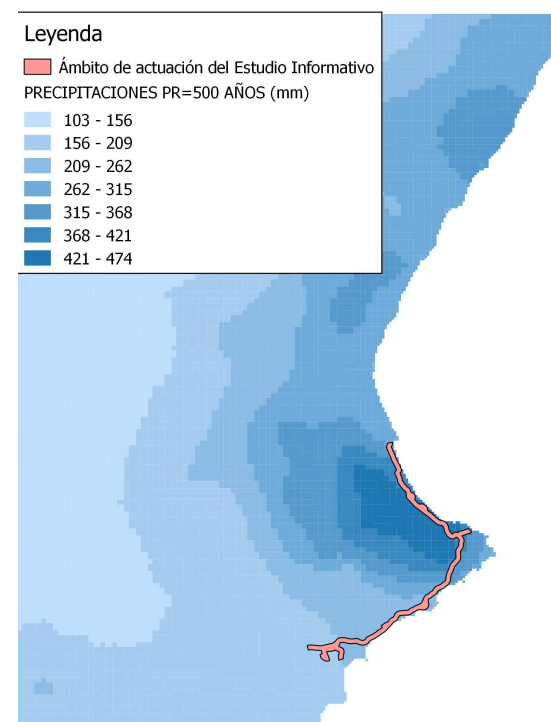 Leyenda
Ámbito de actuación del Estudio Informativo
PRECIPITACIONES PR=500 AÑOS (mm)
103 - 156
156 - 209
209 - 262
262 - 315
315 - 368
368 - 421
421 - 474